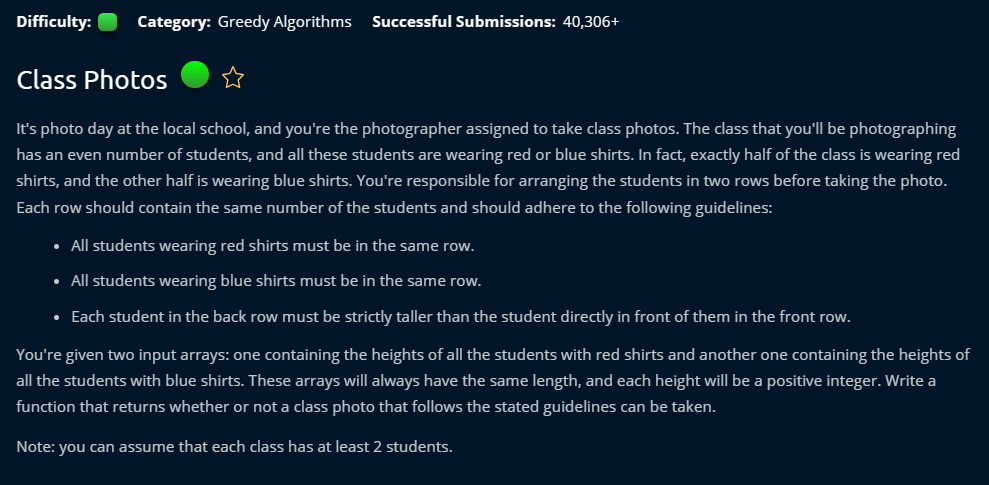 Difficulty: Category: Greedy Algorithms Successful Submissions: 40,306+
Class Photos
It's photo day at the local school, and you're the photographer assigned to take class photos. The class that you'll be photographing
has an even number of students, and all these students are wearing red or blue shirts. In fact, exactly half of the class is wearing red
shirts, and the other half is wearing blue shirts. You're responsible for arranging the students in two rows before taking the photo.
Each row should contain the same number of the students and should adhere to the following guidelines:
• All students wearing red shirts must be in the same row.
• All students wearing blue shirts must be in the same row.
• Each student in the back row must be strictly taller than the student directly in front of them in the front row.
You're given two input arrays: one containing the heights of all the students with red shirts and another one containing the heights of
all the students with blue shirts. These arrays will always have the same length, and each height will be a positive integer. Write a
function that returns whether or not a class photo that follows the stated guidelines can be taken.
Note: you can assume that each class has at least 2 students.